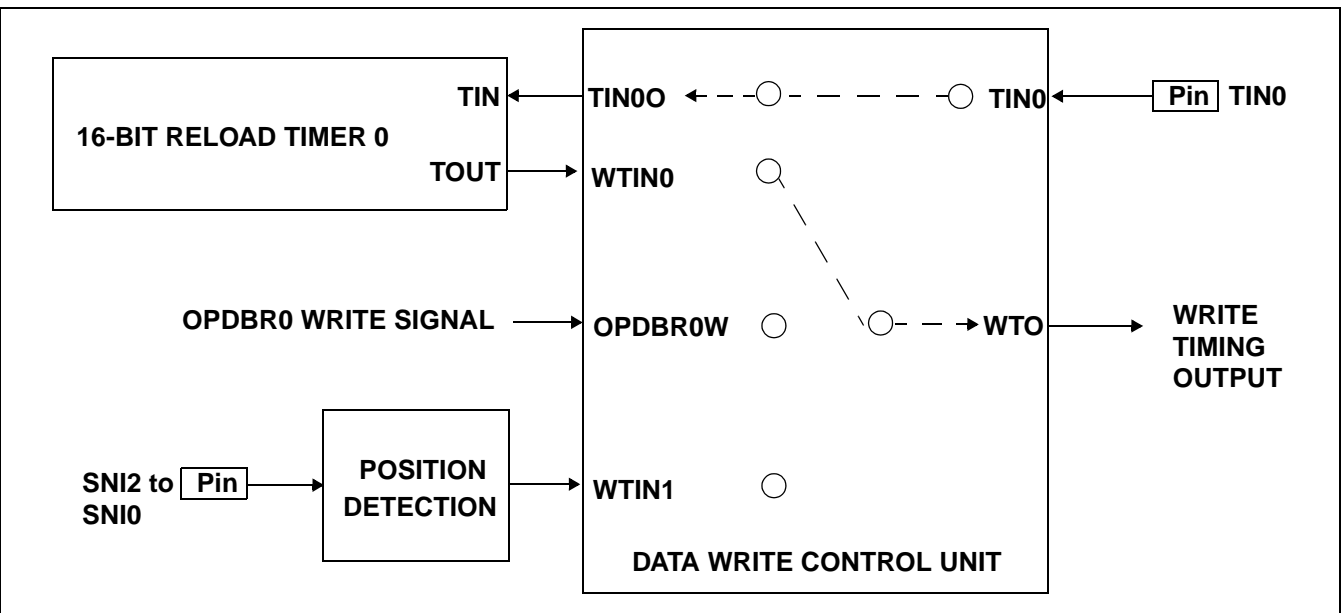 TIN
TIN0O
TIN0
Pin
TIN0
16-BIT RELOAD TIMER 0
TOUT
WTIN0
OPDBR0 WRITE SIGNAL
OPDBR0W
WTO
WRITE
TIMING
OUTPUT
SNI2 to
SNI0
Pin
POSITION
DETECTION
WTIN1
DATA WRITE CONTROL UNIT